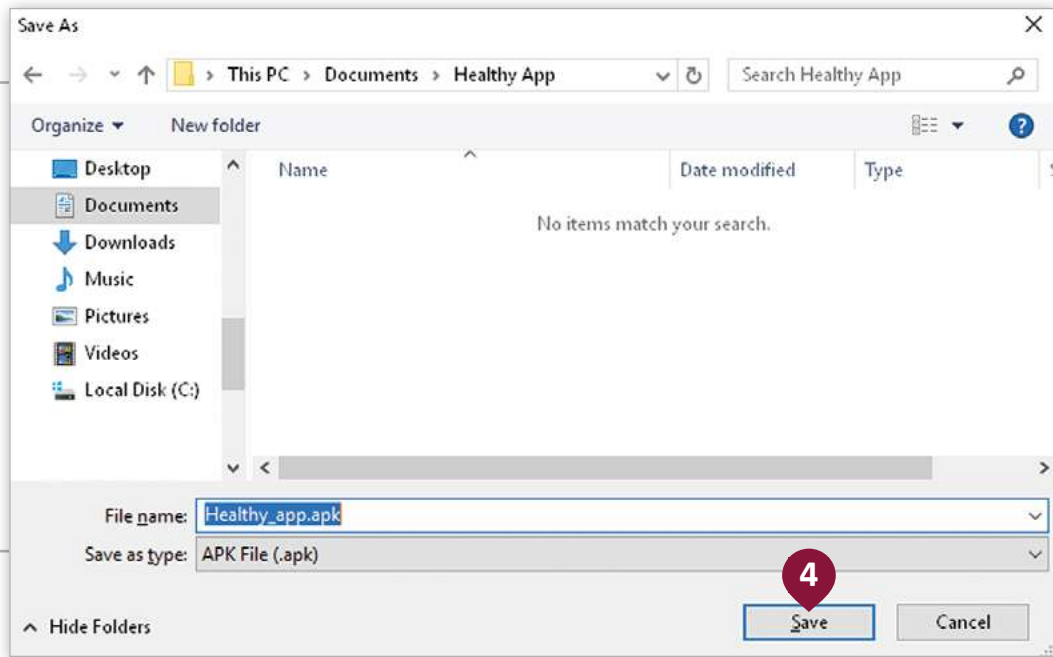 Save As
This PC > Documents > Healthy App
Search Healthy App
Organize
New folder
Name
Date modified
Type
Desktop
Documents
Downloads
Music
Pictures
Videos
Local Disk (C:)
No items match your search.
File name: Healthy_app.apk
Save as type: APK File (.apk)
4
Hide Folders
Save
Cancel